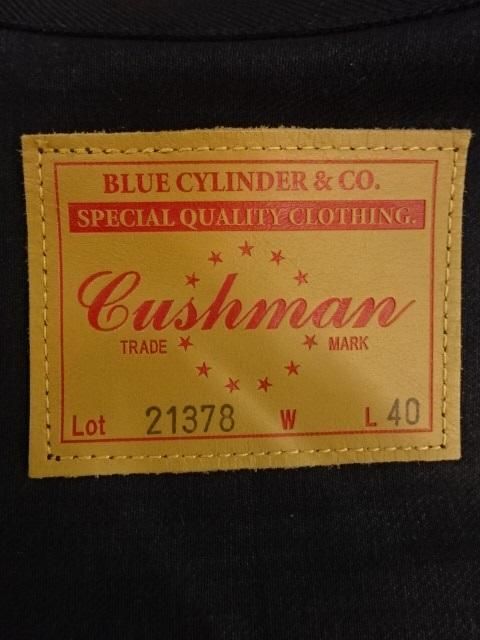 BLUE CYLINDER & CO.
SPECIAL QUALITY CLOTHING.
Cushman
TRADE MARK
Lot 21378 W L 40